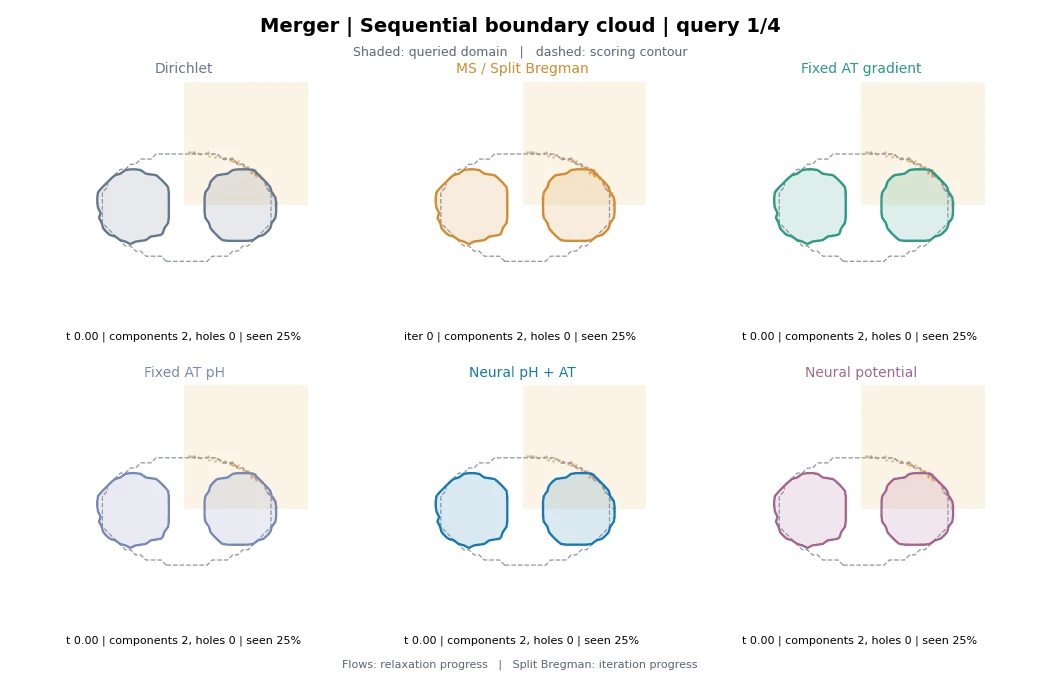 Merger | Sequential boundary cloud | query 1/4
Shaded: queried domain | dashed: scoring contour
Dirichlet
MS / Split Bregman
Fixed AT gradient
t 0.00 | components 2, holes 0 | seen 25%
iter 0 | components 2, holes 0 | seen 25%
t 0.00 | components 2, holes 0 | seen 25%
Fixed AT pH
Neural pH + AT
Neural potential
t 0.00 | components 2, holes 0 | seen 25%
t 0.00 | components 2, holes 0 | seen 25%
t 0.00 | components 2, holes 0 | seen 25%
Flows: relaxation progress | Split Bregman: iteration progress